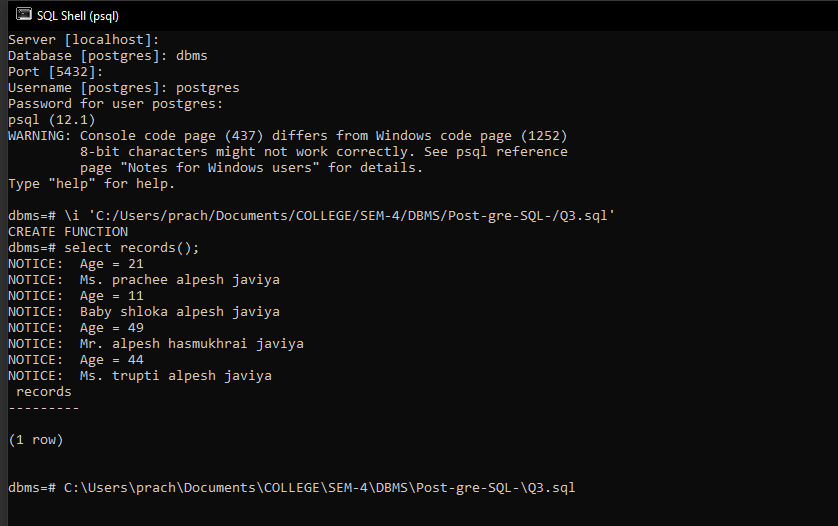 SQL Shell (psql)
Server [localhost]:
Database [postgres]: dbms
Port [5432]:
Username [postgres]: postgres
Password for user postgres:
psql (12.1)
WARNING: Console code page (437) differs from Windows code page (1252)
         8-bit characters might not work correctly. See psql reference
         page "Notes for Windows users" for details.
Type "help" for help.

dbms=# \i 'C:/Users/prach/Documents/COLLEGE/SEM-4/DBMS/Post-gre-SQL-/Q3.sql'
CREATE FUNCTION
dbms=# select records();
NOTICE:  Age = 21
NOTICE:  Ms. prachee alpesh javiya
NOTICE:  Age = 11
NOTICE:  Baby shloka alpesh javiya
NOTICE:  Age = 49
NOTICE:  Mr. alpesh hasmukhrai javiya
NOTICE:  Age = 44
NOTICE:  Ms. trupti alpesh javiya
 records
---------

(1 row)


dbms=# C:\Users\prach\Documents\COLLEGE\SEM-4\DBMS\Post-gre-SQL-\Q3.sql